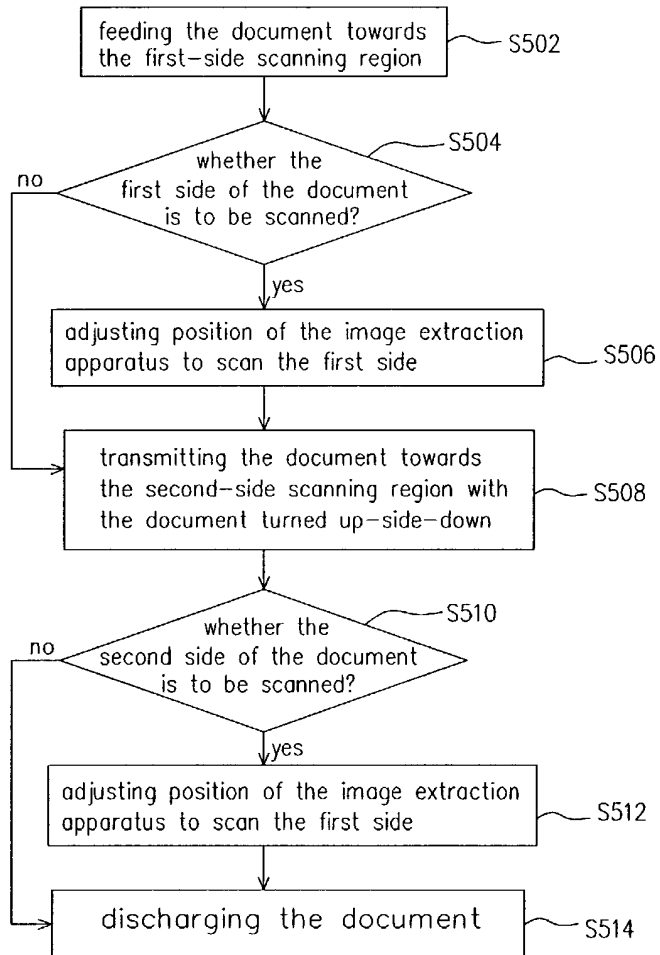 feeding the document towards
the first-side scanning region
S502
S504
whether the
first side of the document
is to be scanned?
no
yes
adjusting position of the image extraction
apparatus to scan the first side
S506
transmitting the document towards
the second-side scanning region with
the document turned up-side-down
S508
S510
whether the
second side of the document
is to be scanned?
no
yes
adjusting position of the image extraction
apparatus to scan the first side
S512
discharging the document
S514